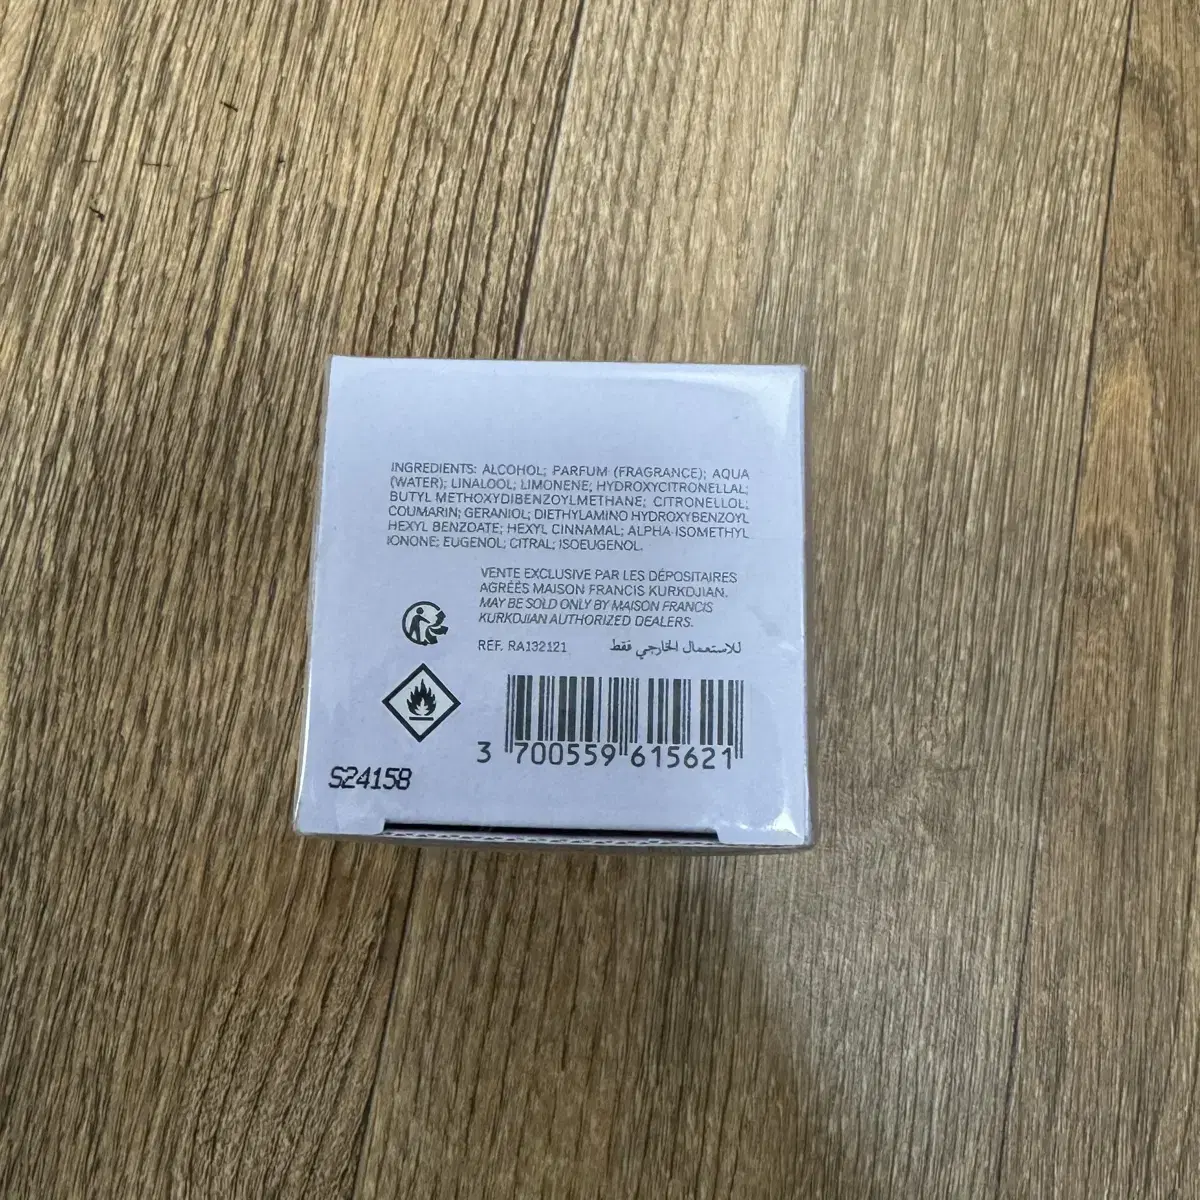 INGREDIENTS: ALCOHOL; PARFUM (FRAGRANCE); AQUA
(WATER); LINALOOL; LIMONENE; HYDROXYCITRONELLAL;
BUTYL METHOXYDIBENZOYLMETHANE; CITRONELLOL;
COUMARIN; GERANIOL; DIETHYLAMINO HYDROXYBENZOYL
HEXYL BENZOATE; HEXYL CINNAMAL; ALPHA-ISOMETHYL
IONONE; EUGENOL; CITRAL; ISOEUGENOL.
VENTE EXCLUSIVE PAR LES DÉPOSITAIRES
AGRÉÉS MAISON FRANCIS KURKDJIAN.
MAY BE SOLD ONLY BY MAISON FRANCIS
KURKDJIAN AUTHORIZED DEALERS.
RÉF. RA132121 للاستعمال الخارجي فقط
3 700559 615621
S24158